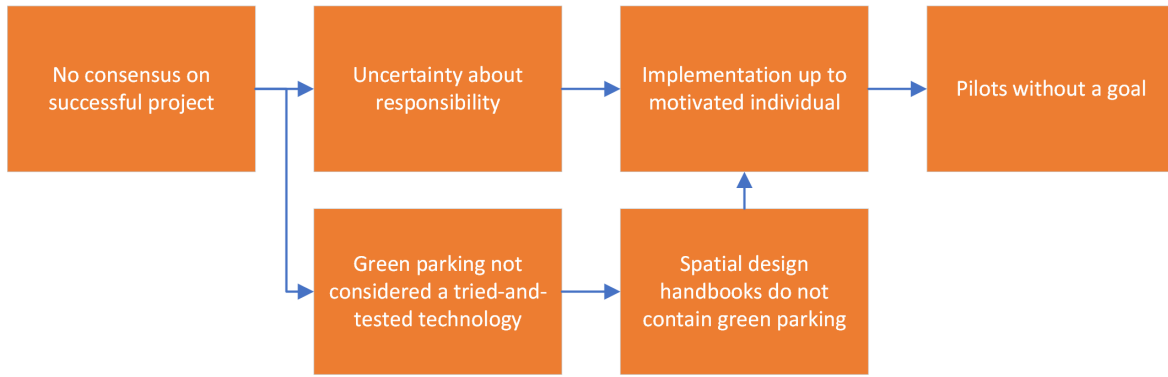 No consensus on
successful project
Uncertainty about
responsibility
Implementation up to
motivated individual
Pilots without a goal
Green parking not
considered a tried-and-
tested technology
Spatial design
handbooks do not
contain green parking